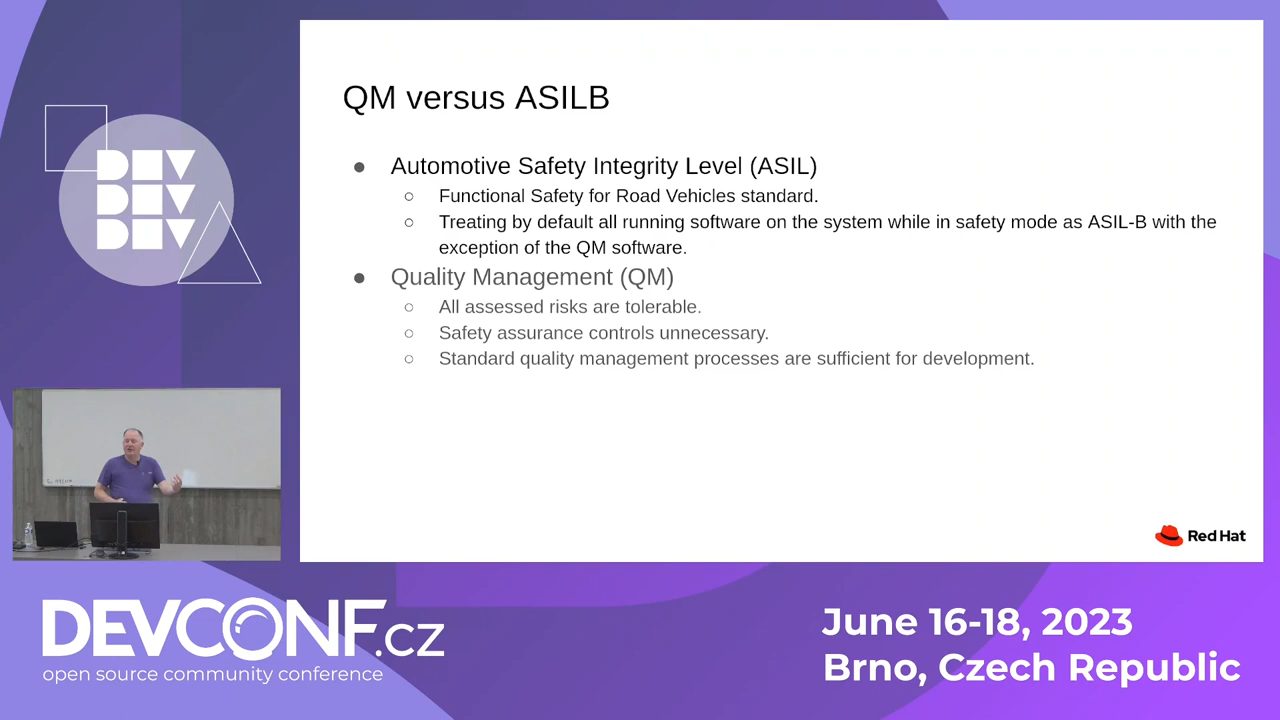 DEV
DEV
DEV
QM versus ASILB
● Automotive Safety Integrity Level (ASIL)
○ Functional Safety for Road Vehicles standard.
○ Treating by default all running software on the system while in safety mode as ASIL-B with the
exception of the QM software.
● Quality Management (QM)
○ All assessed risks are tolerable.
○ Safety assurance controls unnecessary.
○ Standard quality management processes are sufficient for development.
Red Hat
DEVCONF.cz
open source community conference
June 16-18, 2023
Brno, Czech Republic